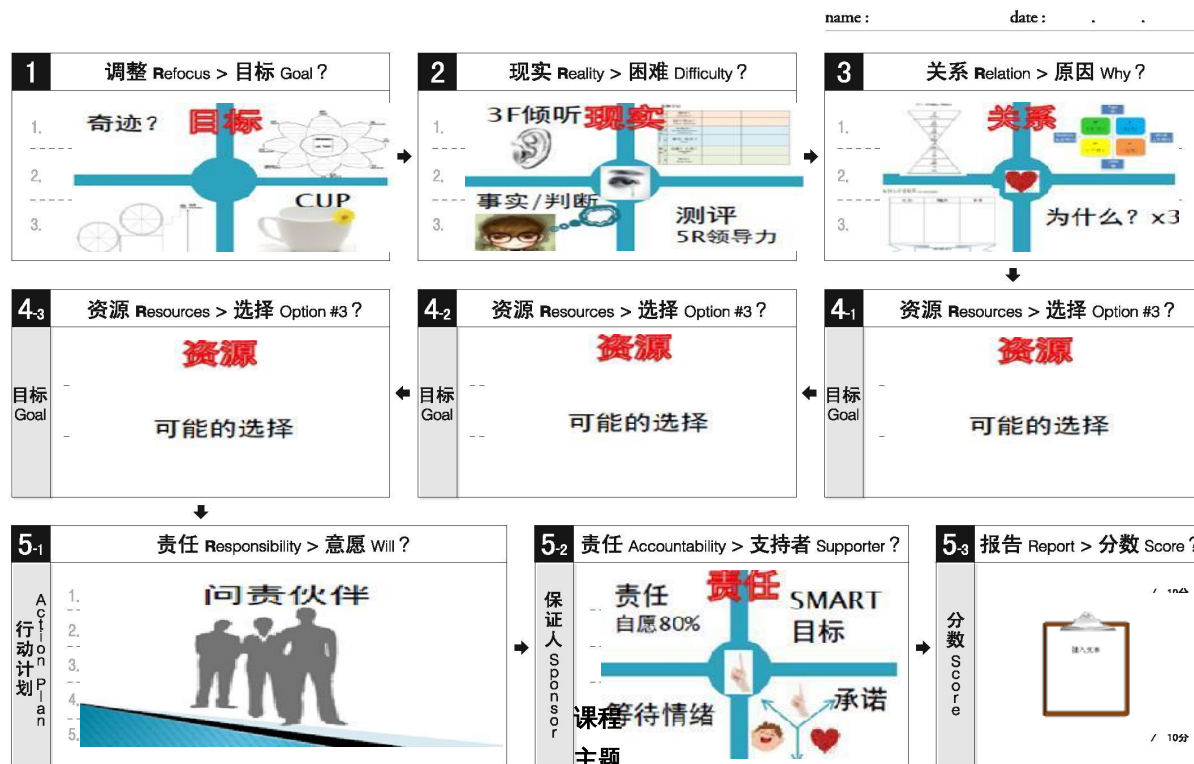 name : date : . .
1 调整 Refocus > 目标 Goal ?
1. 奇迹? 目标
2.
3. CUP
2 现实 Reality > 困难 Difficulty ?
1. 3F倾听 现实
2.
3. 事实/判断
测评
5R领导力
3 关系 Relation > 原因 Why ?
1. 关系
2.
3. 为什么? x3
4-3 资源 Resources > 选择 Option #3 ?
资源
目标
Goal
可能的选择
4-2 资源 Resources > 选择 Option #3 ?
资源
目标
Goal
可能的选择
4-1 资源 Resources > 选择 Option #3 ?
资源
目标
Goal
可能的选择
5-1 责任 Responsibility > 意愿 Will ?
行动计划 Action Plan
问责伙伴
1.
2.
3.
4.
5.
5-2 责任 Accountability > 支持者 Supporter ?
保证人 Sponsor
责任
责任
自愿80%
SMART
目标
等待情绪
承诺
课程
主题
5-3 报告 Report > 分数 Score ?
分数 Score
/ 10分
键入文本
/ 10分